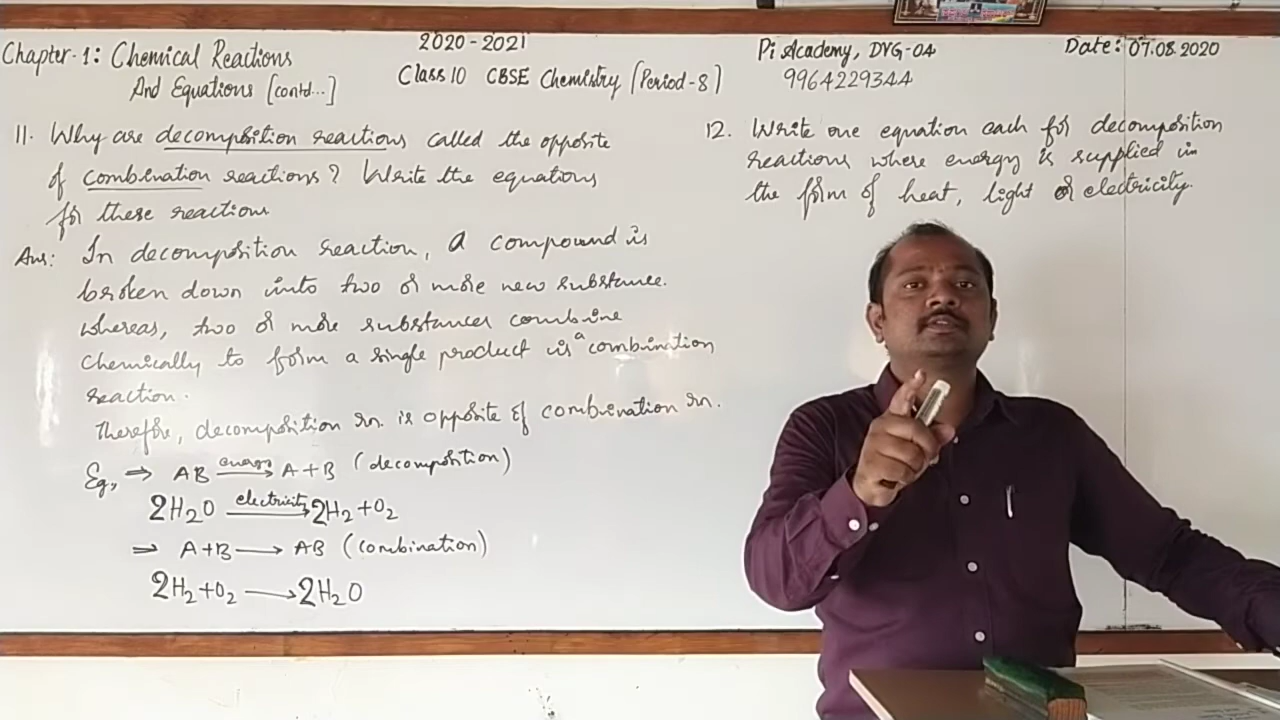 Chapter-1: Chemical Reactions
And Equations [contd...]
2020-2021
Class 10 CBSE Chemistry [Period-8]
Pi Academy, DVG-04
9964229344
Date: 07.08.2020
11. Why are decomposition reactions called the opposite
of combination reactions? Write the equations
for these reactions
Ans: In decomposition reaction, a compound is
broken down into two or more new substance.
whereas, two or more substances combine
chemically to form a single product is a combination
reaction.
Therefore, decomposition rxn. is opposite of combination rxn.
Eg, ⇒ AB energy→ A+B (decomposition)
2H₂O electricity→ 2H₂+O₂
⇒ A+B → AB (combination)
2H₂+O₂ → 2H₂O
12. Write one equation each for decomposition
reactions where energy is supplied in
the form of heat, light or electricity.